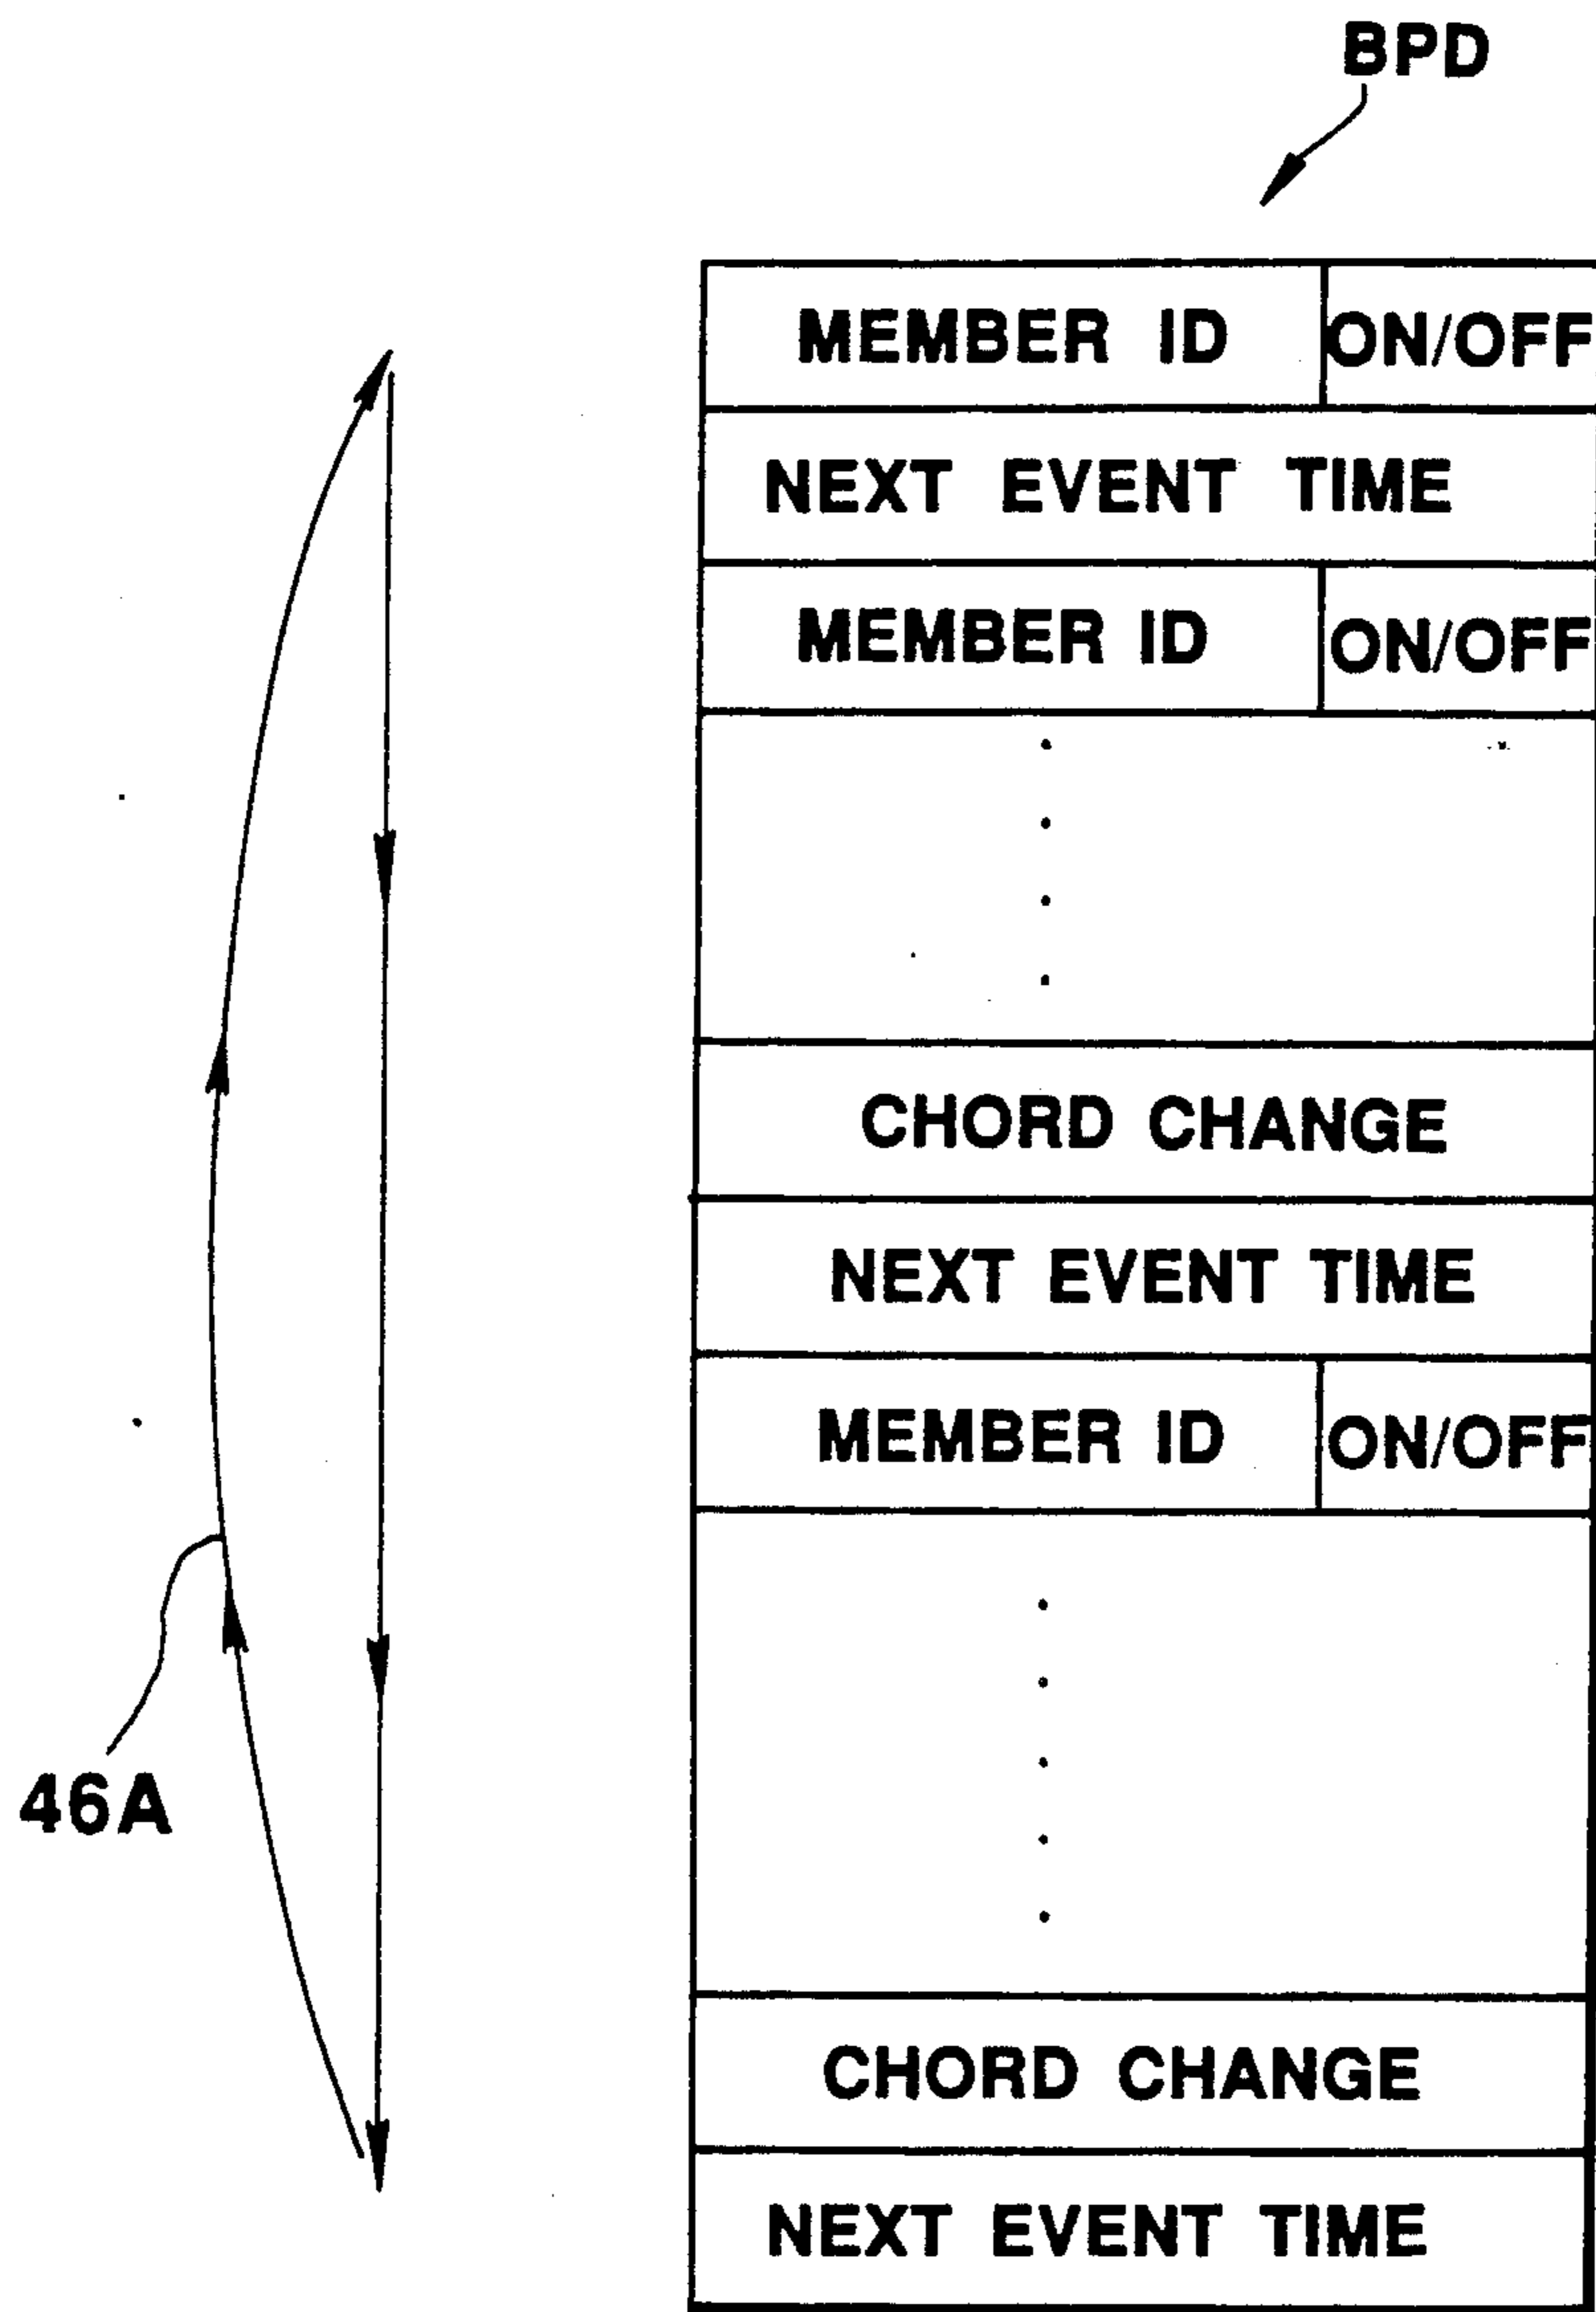 BPD
MEMBER ID ON/OFF
NEXT EVENT TIME
MEMBER ID ON/OFF
CHORD CHANGE
NEXT EVENT TIME
MEMBER ID ON/OFF
46A
CHORD CHANGE
NEXT EVENT TIME